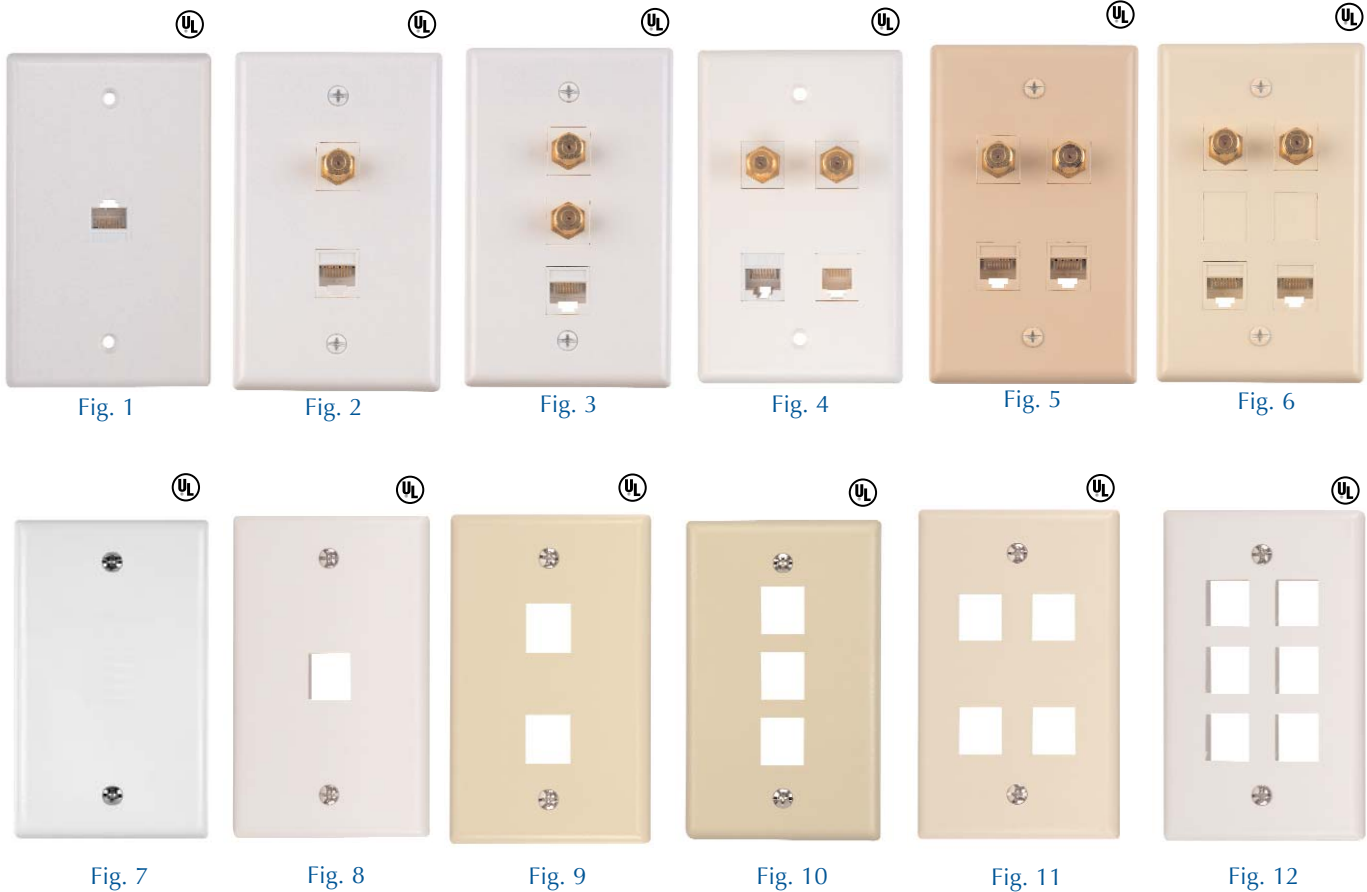 UL UL UL UL UL UL
Fig. 1 Fig. 2 Fig. 3 Fig. 4 Fig. 5 Fig. 6
UL UL UL UL UL UL
Fig. 7 Fig. 8 Fig. 9 Fig. 10 Fig. 11 Fig. 12